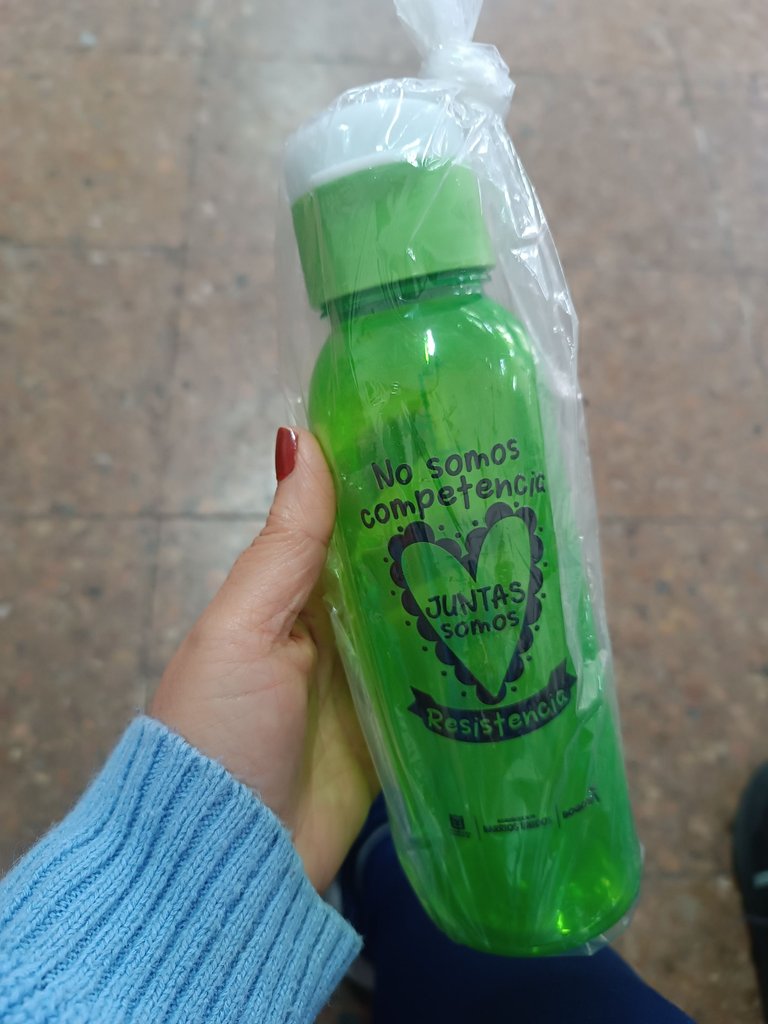 No somos
competencia
JUNTAS
somos
Resistencia